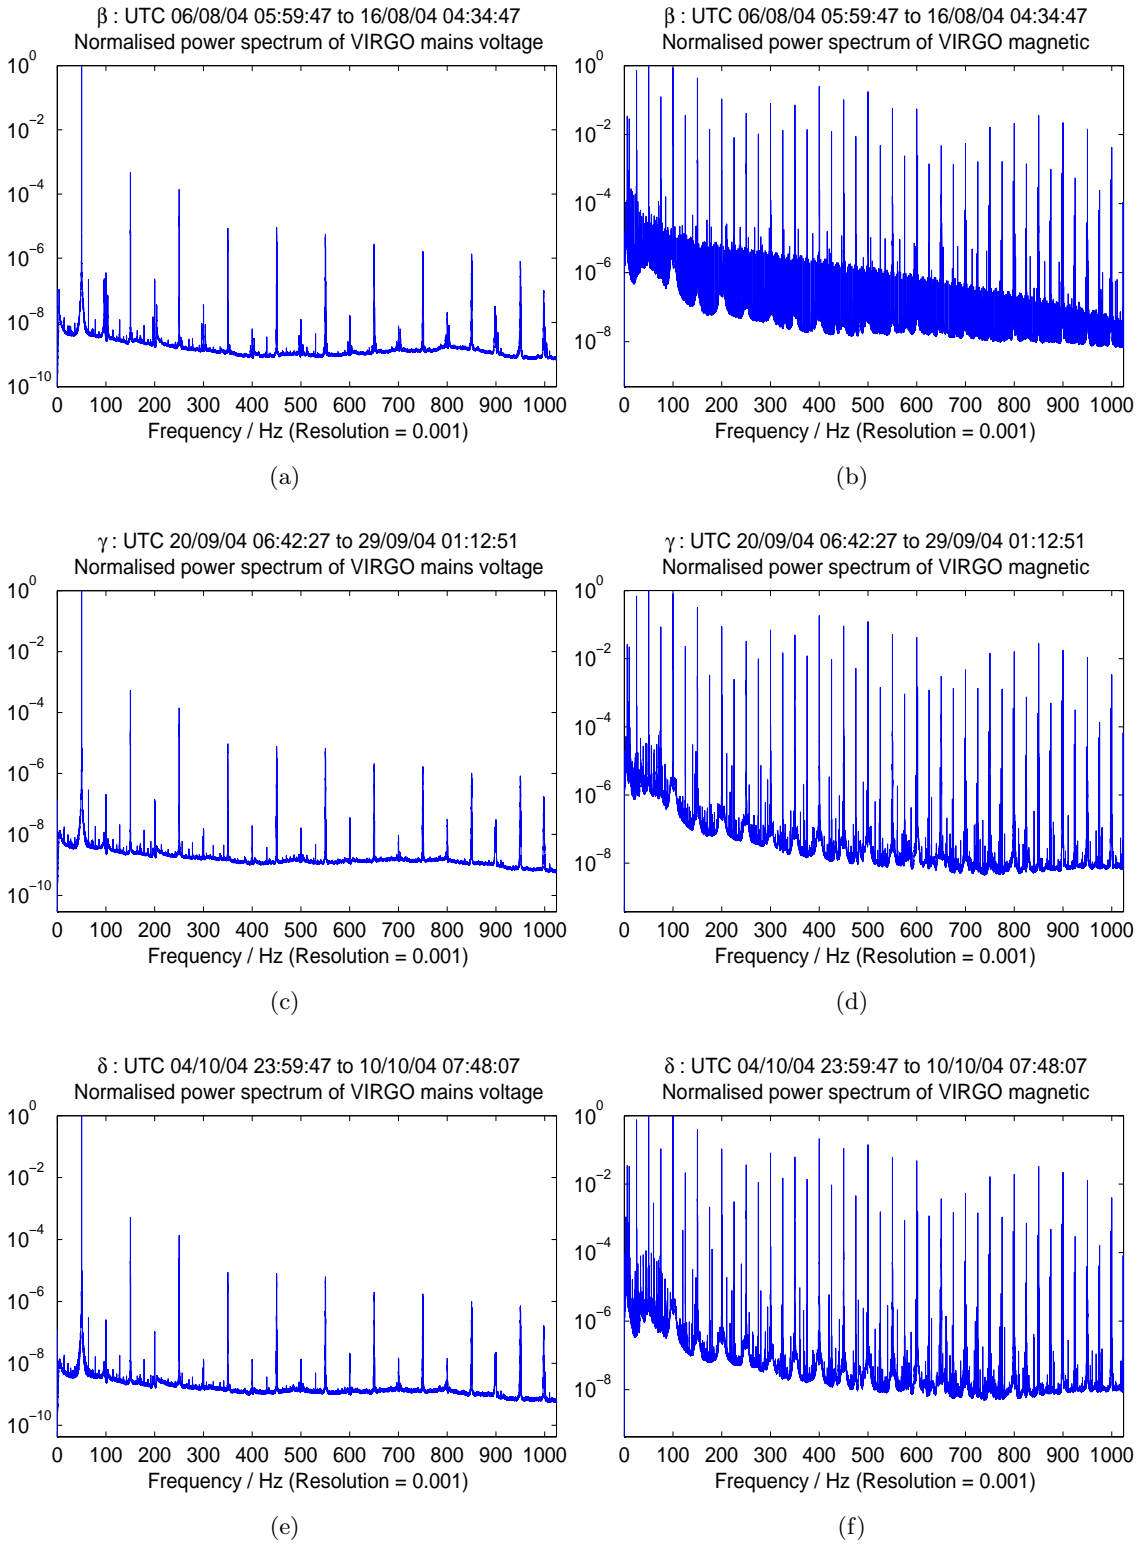 β : UTC 06/08/04 05:59:47 to 16/08/04 04:34:47
Normalised power spectrum of VIRGO mains voltage
10^0
10^−2
10^−4
10^−6
10^−8
10^−10
0 100 200 300 400 500 600 700 800 900 1000
Frequency / Hz (Resolution = 0.001)
(a)
β : UTC 06/08/04 05:59:47 to 16/08/04 04:34:47
Normalised power spectrum of VIRGO magnetic
10^0
10^−2
10^−4
10^−6
10^−8
0 100 200 300 400 500 600 700 800 900 1000
Frequency / Hz (Resolution = 0.001)
(b)
γ : UTC 20/09/04 06:42:27 to 29/09/04 01:12:51
Normalised power spectrum of VIRGO mains voltage
10^0
10^−2
10^−4
10^−6
10^−8
10^−10
0 100 200 300 400 500 600 700 800 900 1000
Frequency / Hz (Resolution = 0.001)
(c)
γ : UTC 20/09/04 06:42:27 to 29/09/04 01:12:51
Normalised power spectrum of VIRGO magnetic
10^0
10^−2
10^−4
10^−6
10^−8
0 100 200 300 400 500 600 700 800 900 1000
Frequency / Hz (Resolution = 0.001)
(d)
δ : UTC 04/10/04 23:59:47 to 10/10/04 07:48:07
Normalised power spectrum of VIRGO mains voltage
10^0
10^−2
10^−4
10^−6
10^−8
10^−10
0 100 200 300 400 500 600 700 800 900 1000
Frequency / Hz (Resolution = 0.001)
(e)
δ : UTC 04/10/04 23:59:47 to 10/10/04 07:48:07
Normalised power spectrum of VIRGO magnetic
10^0
10^−2
10^−4
10^−6
10^−8
0 100 200 300 400 500 600 700 800 900 1000
Frequency / Hz (Resolution = 0.001)
(f)